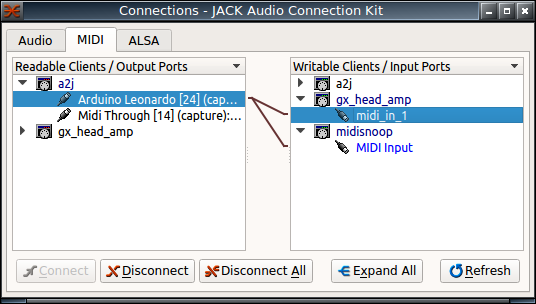 Connections - JACK Audio Connection Kit
Audio MIDI ALSA
Readable Clients / Output Ports
a2j
Arduino Leonardo [24] (cap...
Midi Through [14] (capture):...
gx_head_amp
Writable Clients / Input Ports
a2j
gx_head_amp
midi_in_1
midisnoop
MIDI Input
Connect Disconnect Disconnect All Expand All Refresh